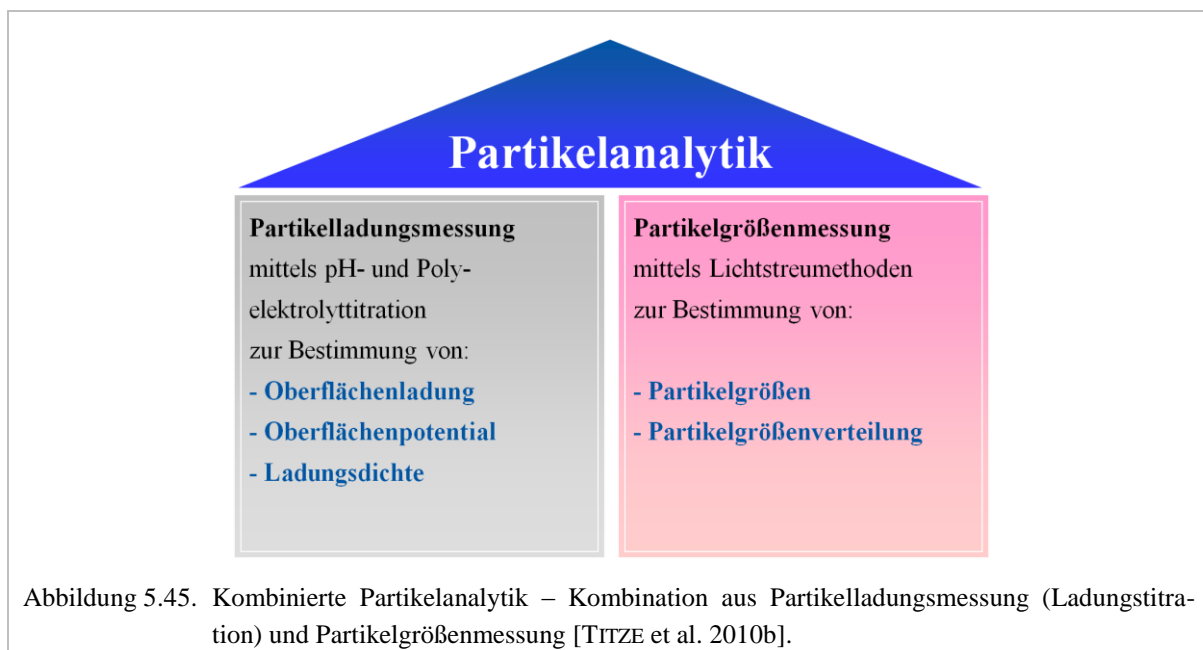 Partikelanalytik
Partikelladungsmessung
mittels pH- und Poly-
elektrolyttitration
zur Bestimmung von:
- Oberflächenladung
- Oberflächenpotential
- Ladungsdichte
Partikelgrößenmessung
mittels Lichtstreumethoden
zur Bestimmung von:
- Partikelgrößen
- Partikelgrößenverteilung
Abbildung 5.45. Kombinierte Partikelanalytik – Kombination aus Partikelladungsmessung (Ladungstitra-
tion) und Partikelgrößenmessung [TITZE et al. 2010b].